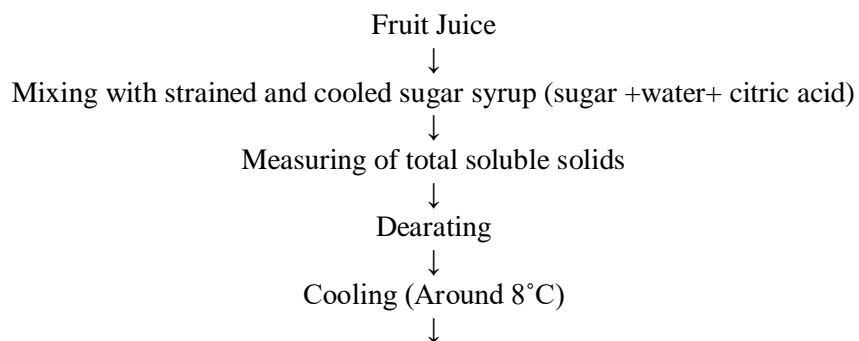 Fruit Juice
↓
Mixing with strained and cooled sugar syrup (sugar +water+ citric acid)
↓
Measuring of total soluble solids
↓
Dearating
↓
Cooling (Around 8˚C)
↓